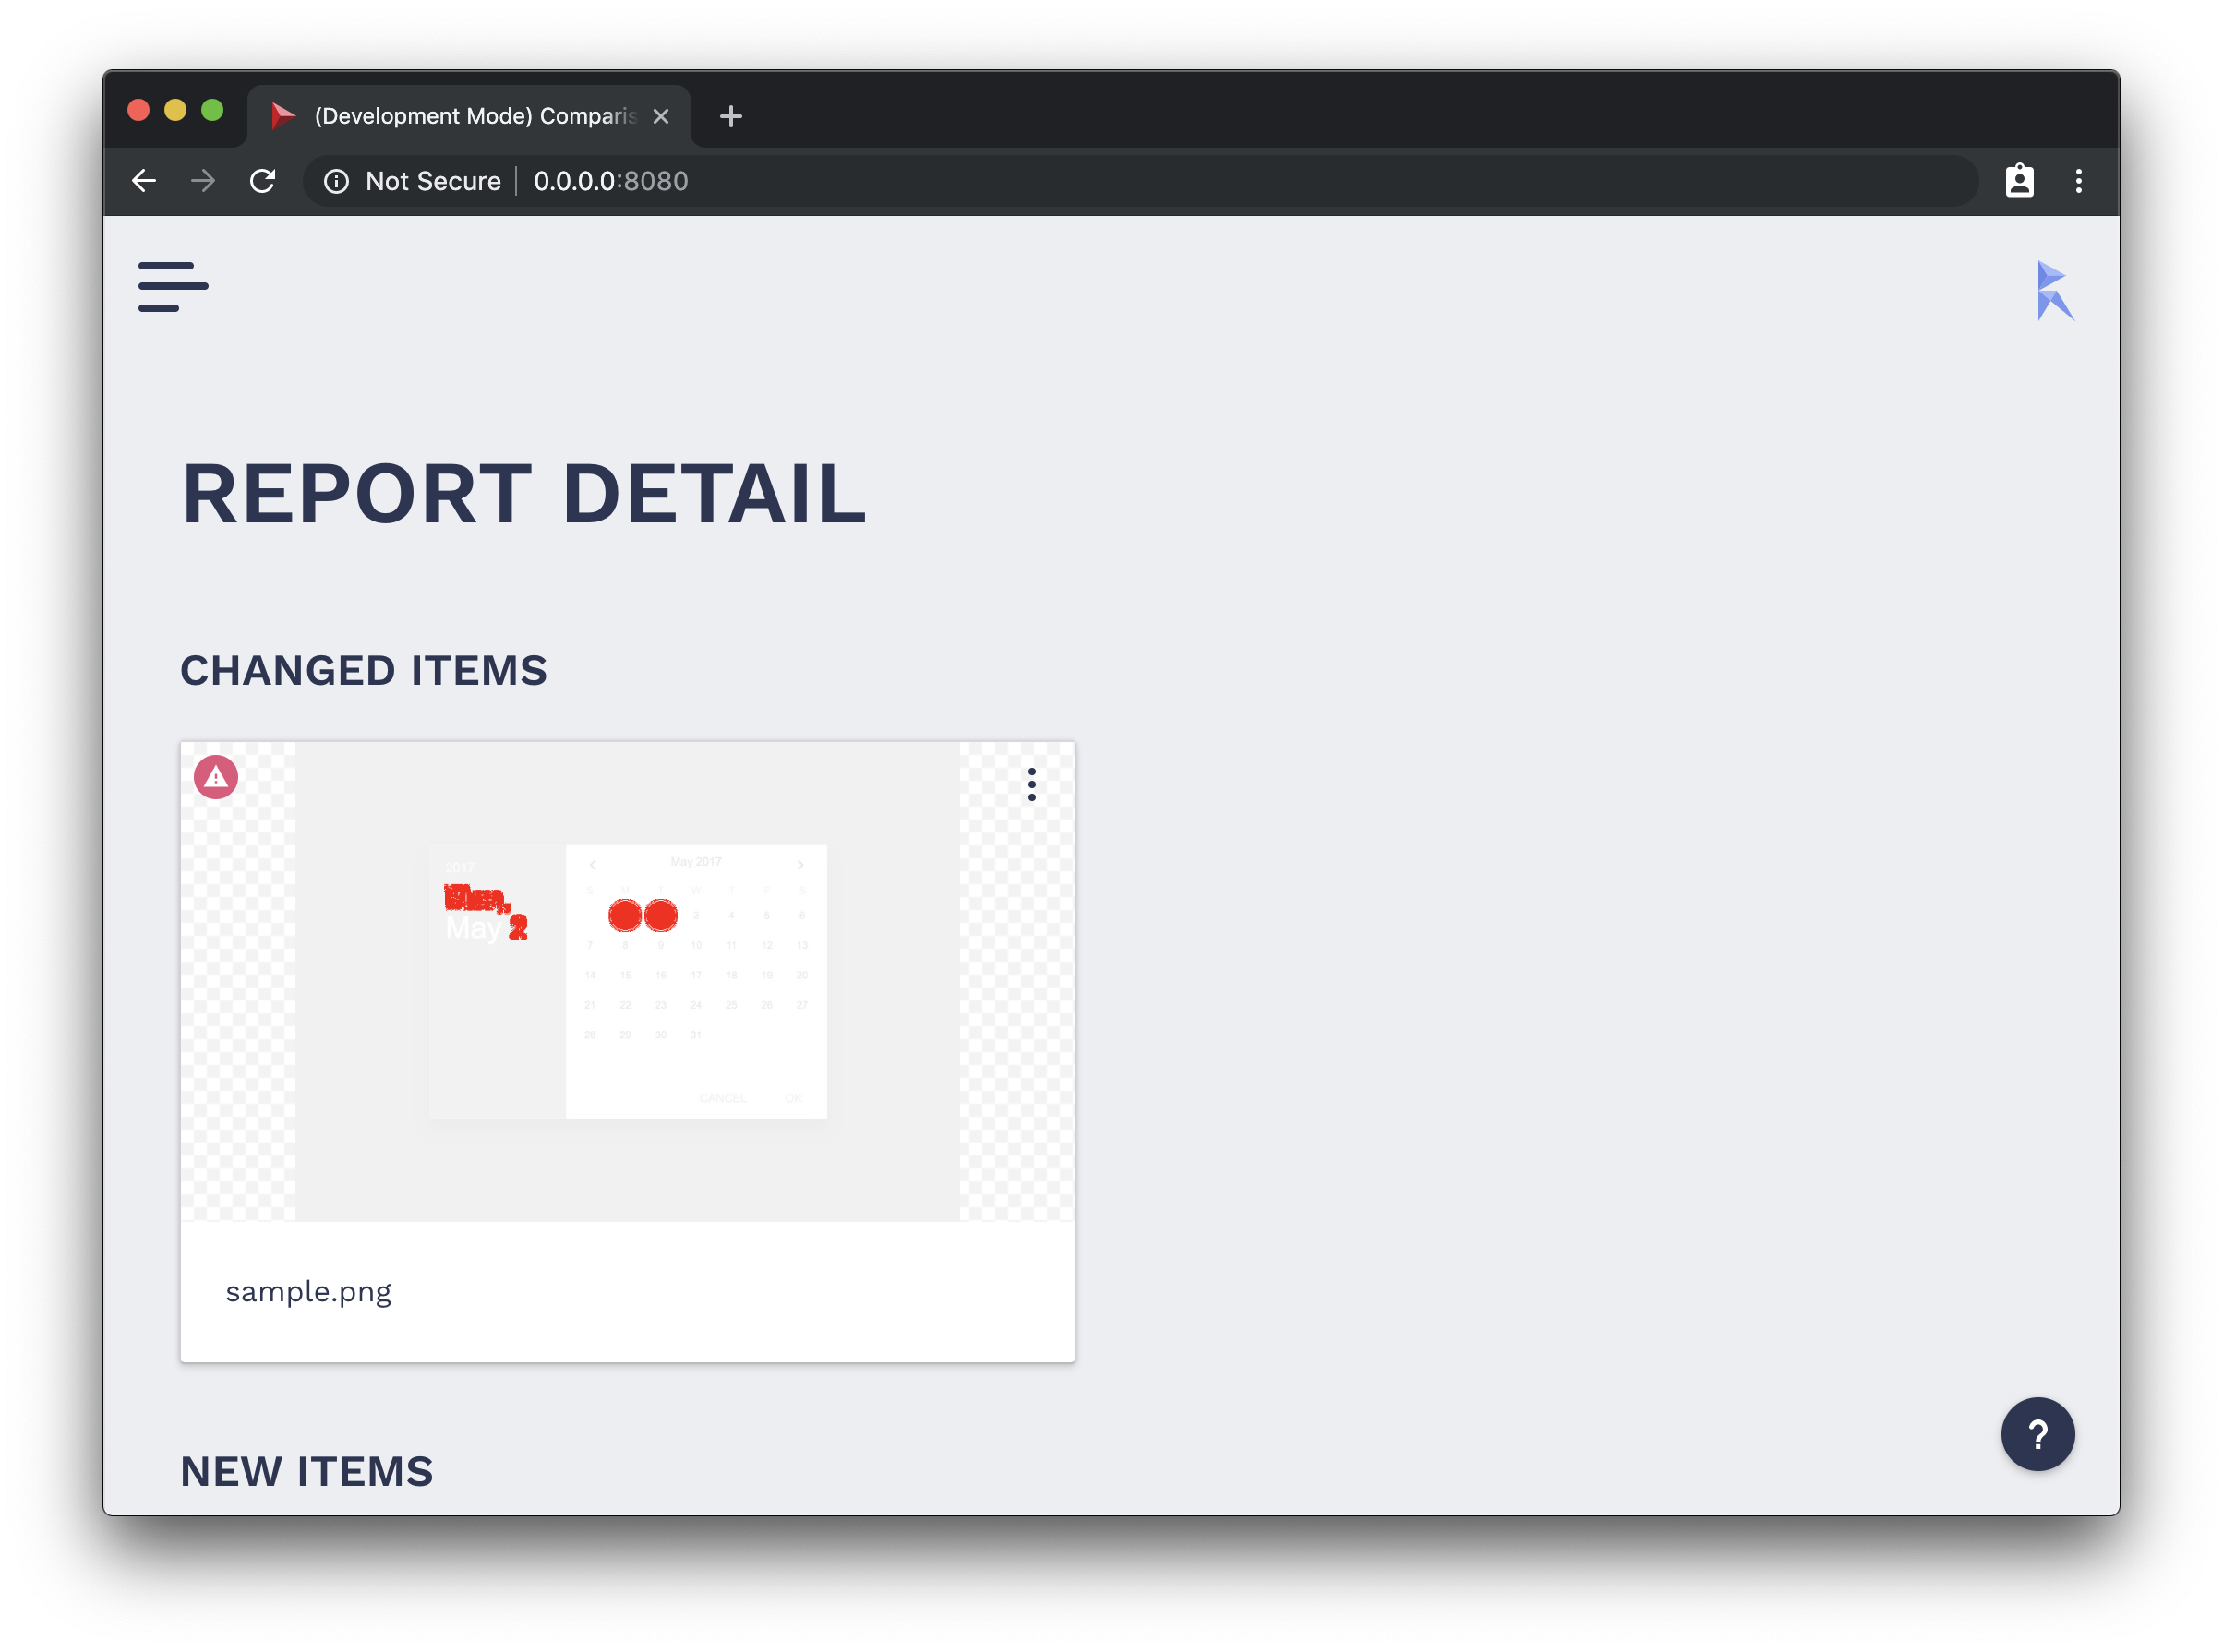 (Development Mode) Comparis
Not Secure 0.0.0.0:8080
REPORT DETAIL
CHANGED ITEMS
2017
May 2
May 2017
S M T W T F S
3 4 5 6
7 8 9 10 11 12 13
14 15 16 17 18 19 20
21 22 23 24 25 26 27
28 29 30 31
CANCEL OK
sample.png
NEW ITEMS
?